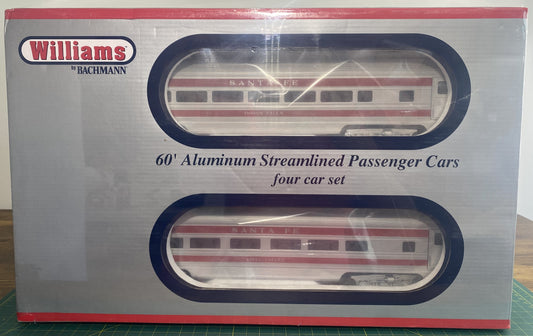 Williams
by BACHMANN
SANTA FE
60' Aluminum Streamlined Passenger Cars
four car set
SANTA FE